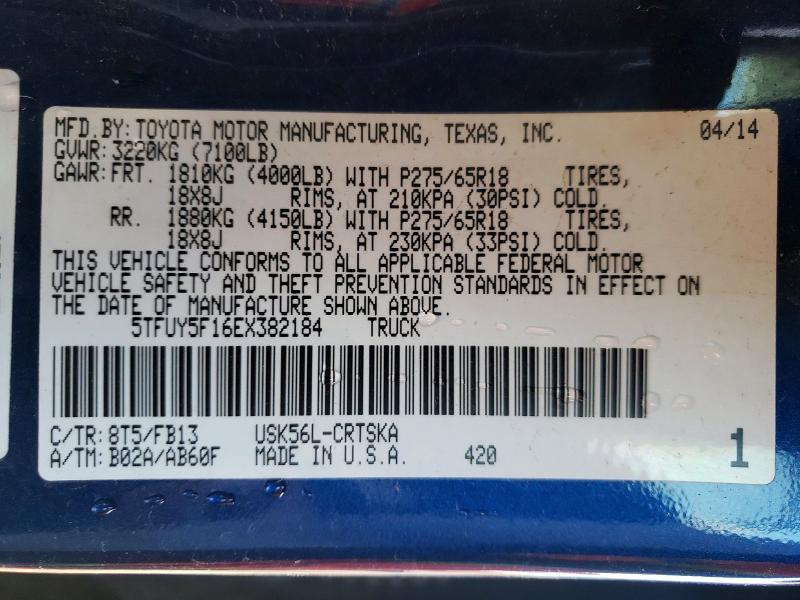 MFD.BY: TOYOTA MOTOR MANUFACTURING, TEXAS, INC. 04/14
GVWR: 3220KG (7100LB)
GAWR: FRT. 1810KG (4000LB) WITH P275/65R18 TIRES,
18X8J RIMS, AT 210KPA (30PSI) COLD.
RR. 1880KG (4150LB) WITH P275/65R18 TIRES,
18X8J RIMS, AT 230KPA (33PSI) COLD.
THIS VEHICLE CONFORMS TO ALL APPLICABLE FEDERAL MOTOR
VEHICLE SAFETY AND THEFT PREVENTION STANDARDS IN EFFECT ON
THE DATE OF MANUFACTURE SHOWN ABOVE.
5TFUY5F16EX382184 TRUCK
C/TR: 8T5/FB13 USK56L-CRTSKA
A/TM: B02A/AB60F MADE IN U.S.A. 420 1